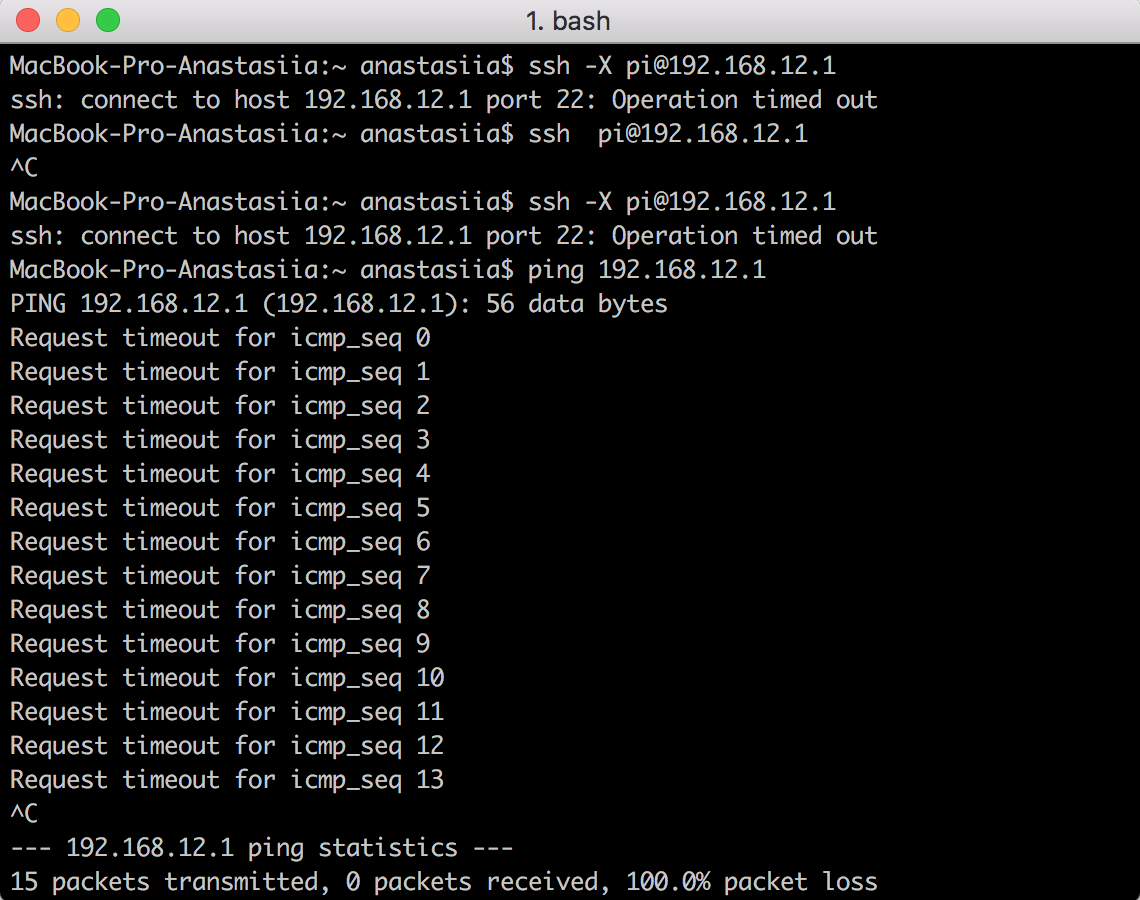 1. bash
MacBook-Pro-Anastasiia:~ anastasiia$ ssh -X pi@192.168.12.1
ssh: connect to host 192.168.12.1 port 22: Operation timed out
MacBook-Pro-Anastasiia:~ anastasiia$ ssh  pi@192.168.12.1
^C
MacBook-Pro-Anastasiia:~ anastasiia$ ssh -X pi@192.168.12.1
ssh: connect to host 192.168.12.1 port 22: Operation timed out
MacBook-Pro-Anastasiia:~ anastasiia$ ping 192.168.12.1
PING 192.168.12.1 (192.168.12.1): 56 data bytes
Request timeout for icmp_seq 0
Request timeout for icmp_seq 1
Request timeout for icmp_seq 2
Request timeout for icmp_seq 3
Request timeout for icmp_seq 4
Request timeout for icmp_seq 5
Request timeout for icmp_seq 6
Request timeout for icmp_seq 7
Request timeout for icmp_seq 8
Request timeout for icmp_seq 9
Request timeout for icmp_seq 10
Request timeout for icmp_seq 11
Request timeout for icmp_seq 12
Request timeout for icmp_seq 13
^C
--- 192.168.12.1 ping statistics ---
15 packets transmitted, 0 packets received, 100.0% packet loss